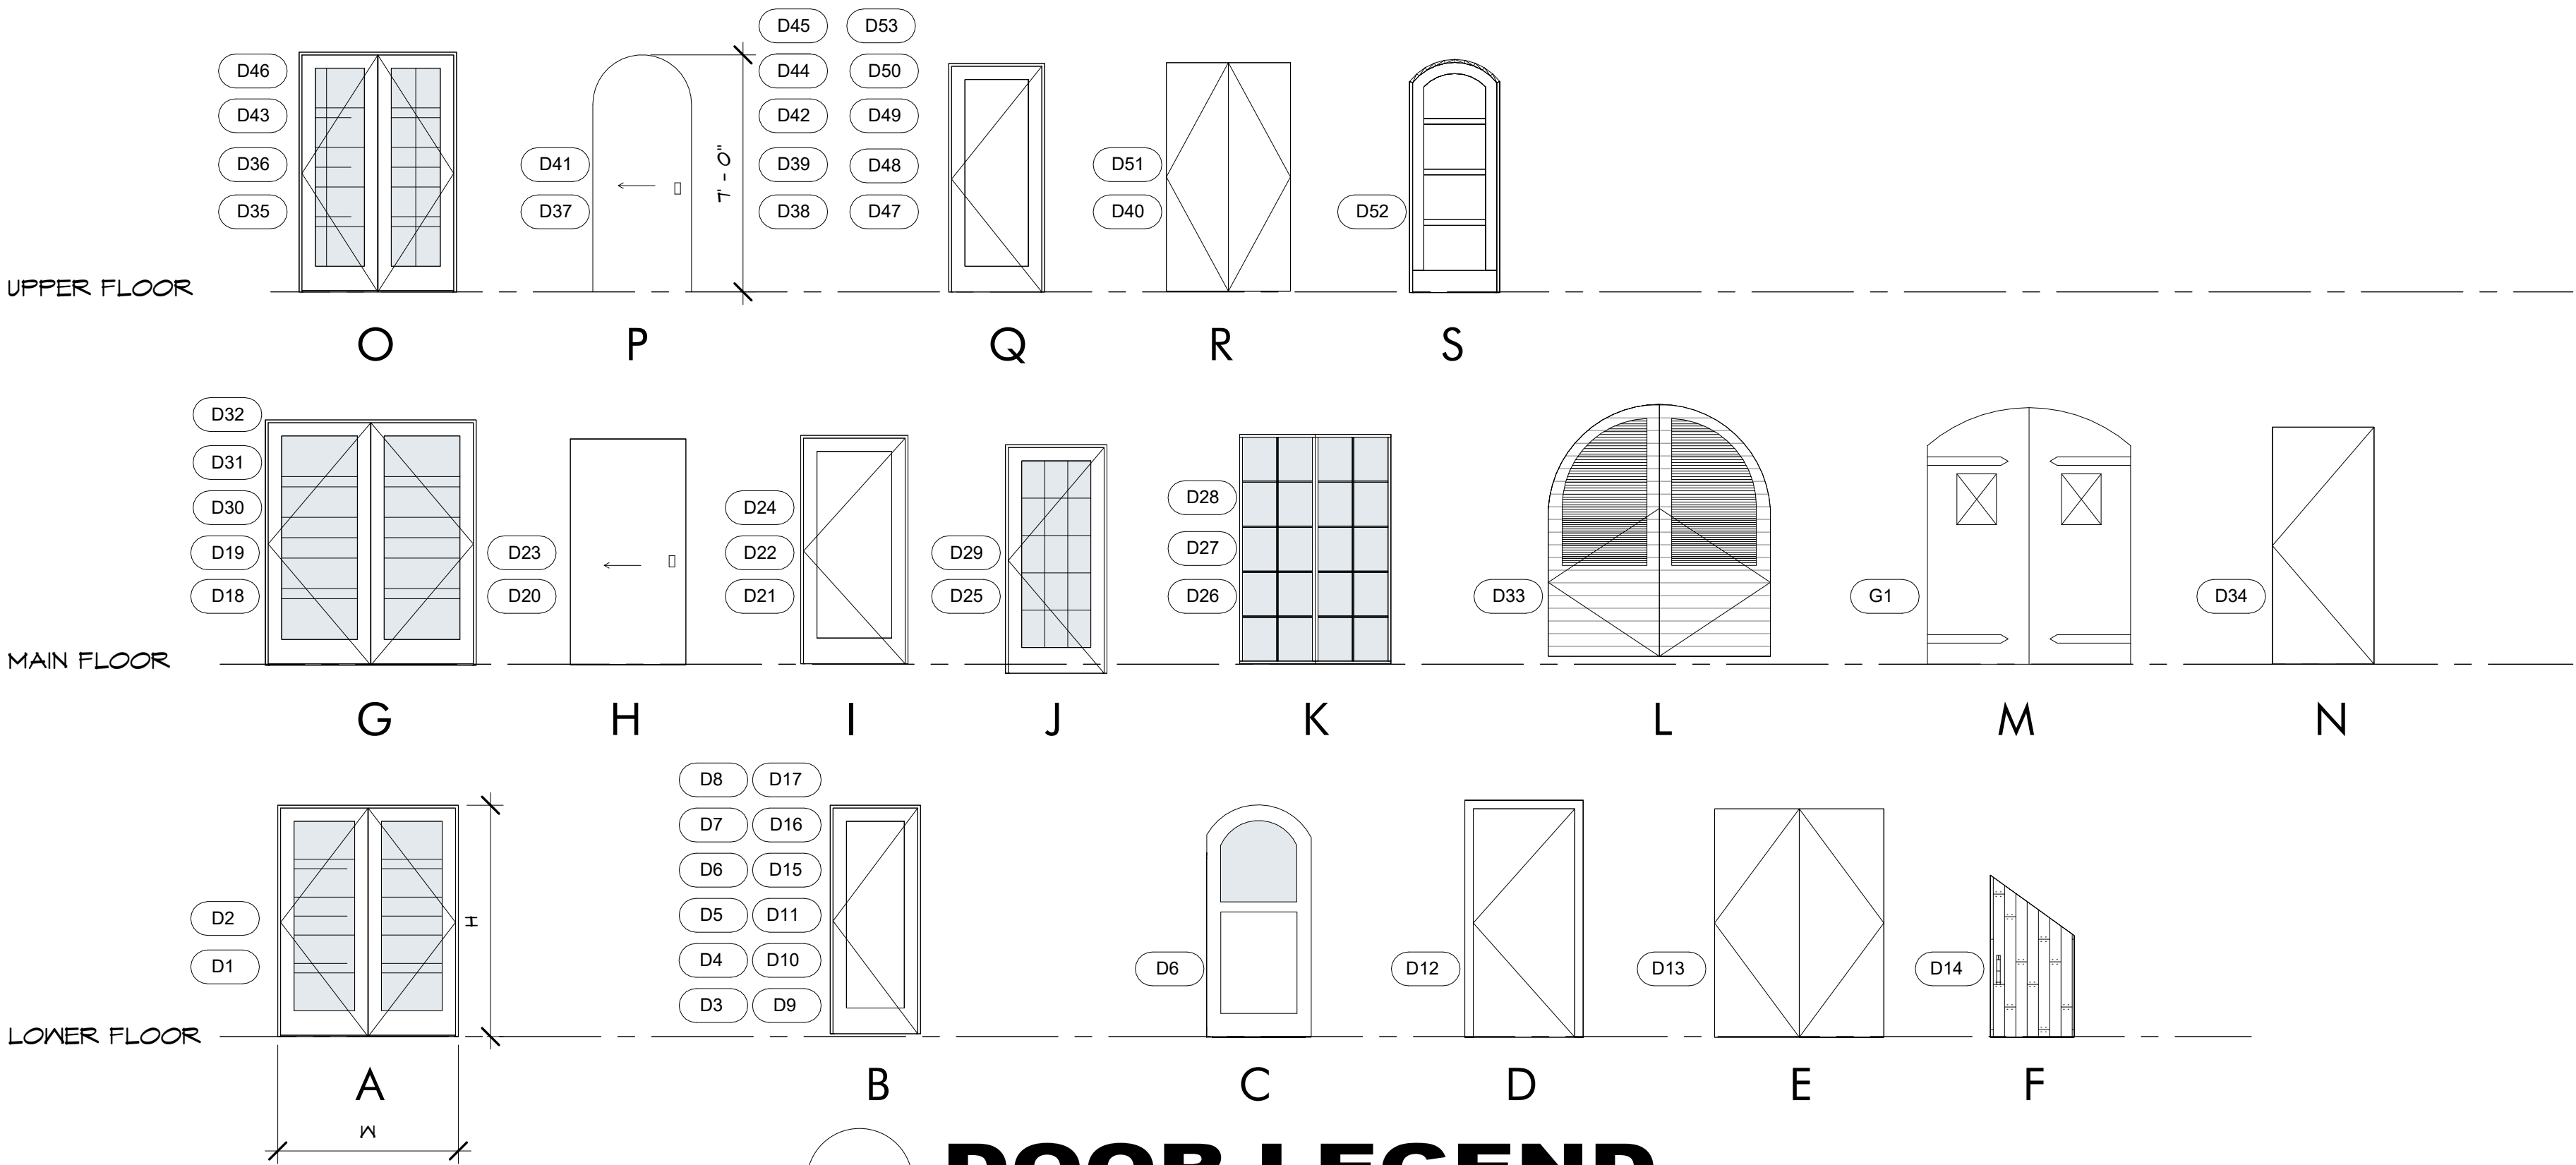 D45 D53
D46 D44 D50
D43 D42 D49
D36 D41 D39 D48 D51
D35 D37 D38 D47 D40 D52
7' - 0"
UPPER FLOOR
O P Q R S
D32
D31
D30 D24 D28
D19 D23 D22 D29 D27
D18 D20 D21 D25 D26 D33 G1 D34
MAIN FLOOR
G H I J K L M N
D8 D17
D7 D16
D6 D15
D2 D5 D11
H
D1 D4 D10 D6 D12 D13 D14
D3 D9
LOWER FLOOR
A B C D E F
W
DOOR LEGEND